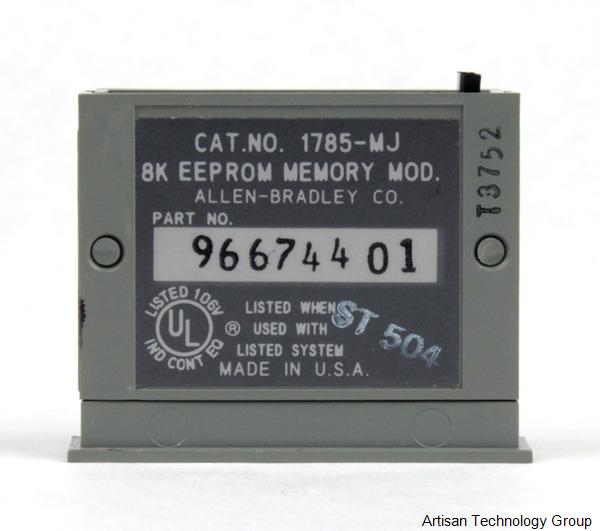 CAT.NO. 1785-MJ
8K EEPROM MEMORY MOD.
ALLEN-BRADLEY CO.
PART NO.
96674401
LISTED 106V
UL
IND CONT EQ
®
LISTED WHEN
USED WITH
LISTED SYSTEM
MADE IN U.S.A.
ST 504
T3752
Artisan Technology Group